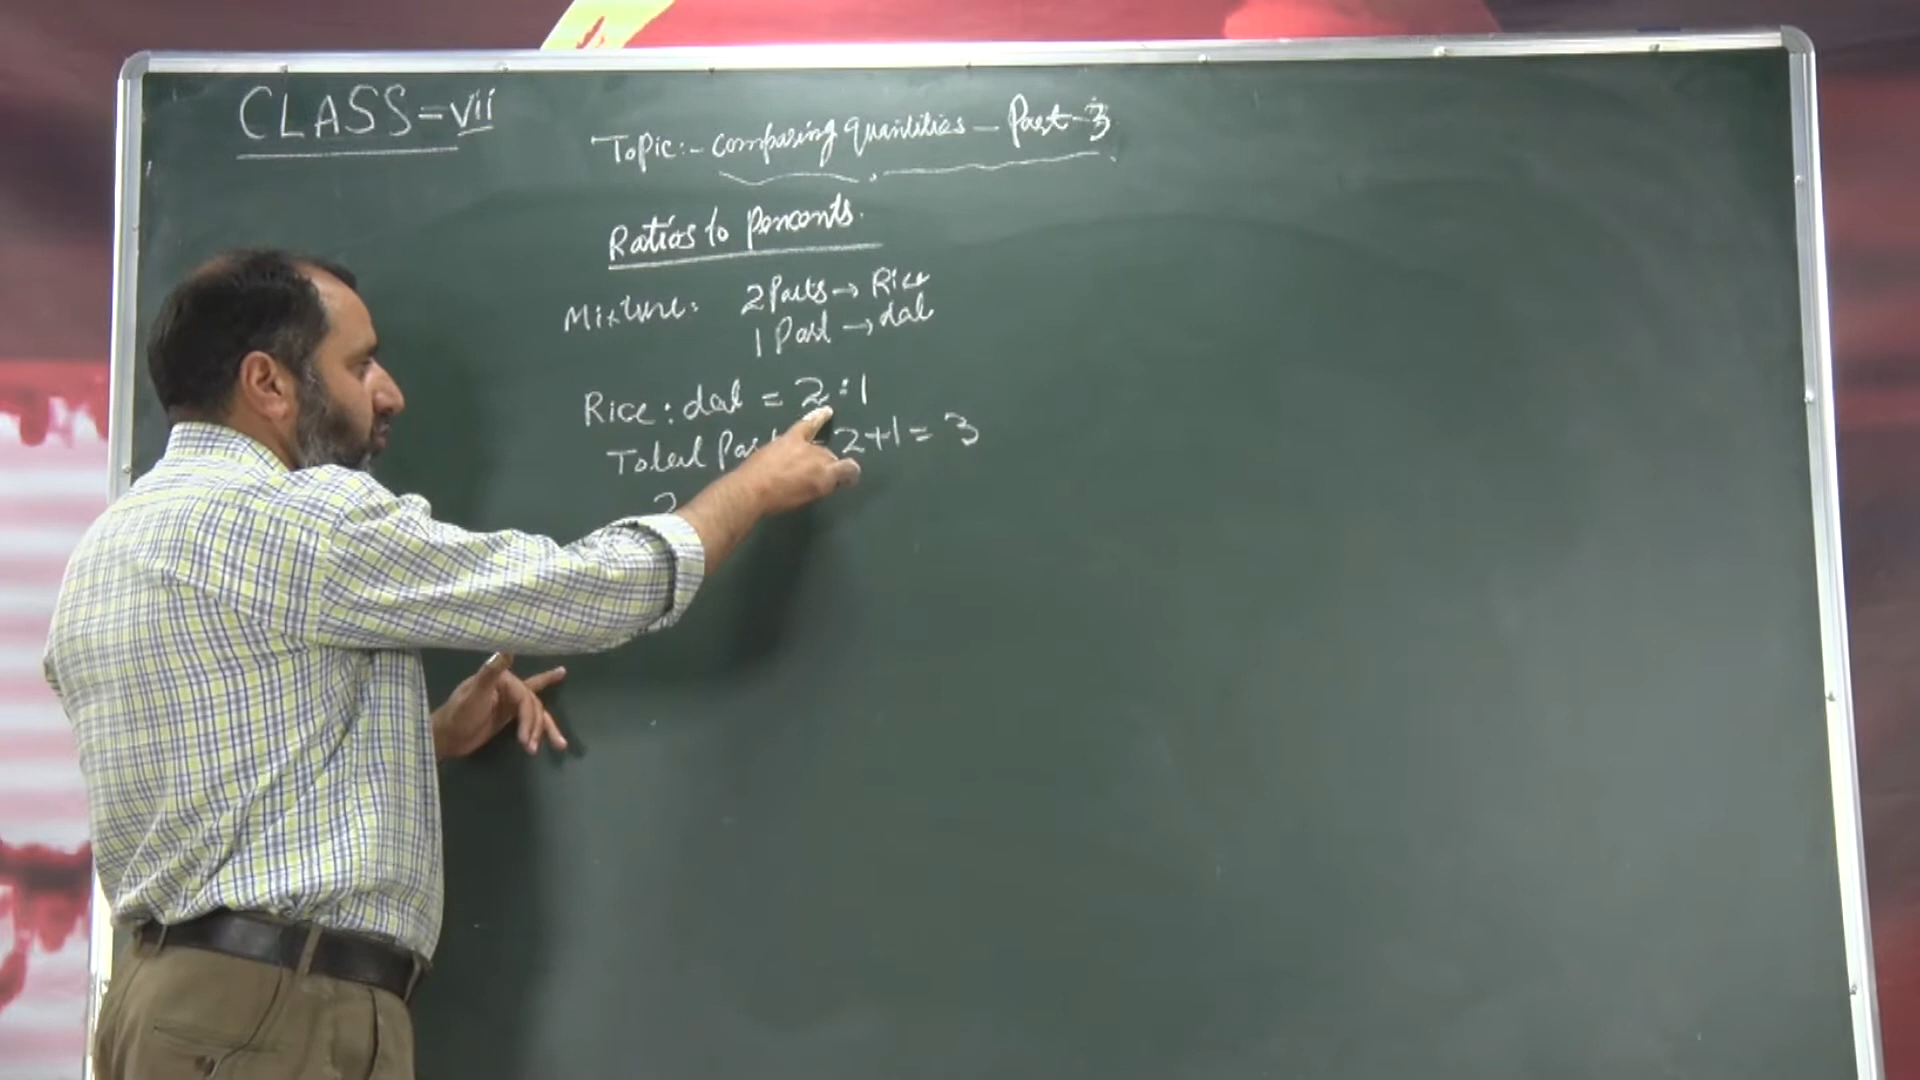 CLASS = vii
Topic:- Comparing Quantities - Part-3
Ratios to Percents.
Mixture: 2 Parts → Rice
1 Part → dal
Rice : dal = 2 : 1
Total = 2+1 = 3
2